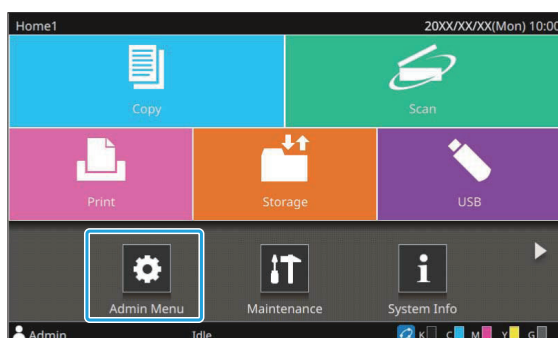 Home1 20XX/XX/XX(Mon) 10:00
Copy Scan
Print Storage USB
Admin Menu Maintenance System Info
Admin Idle K C M Y G